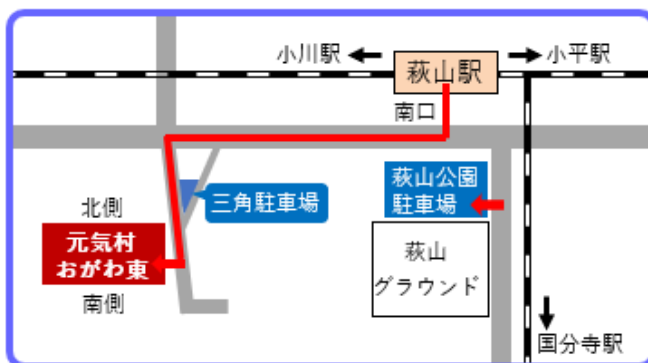 小川駅
萩山駅
小平駅
南口
三角駐車場
萩山公園
駐車場
北側
元気村
おがわ東
南側
萩山
グラウンド
国分寺駅